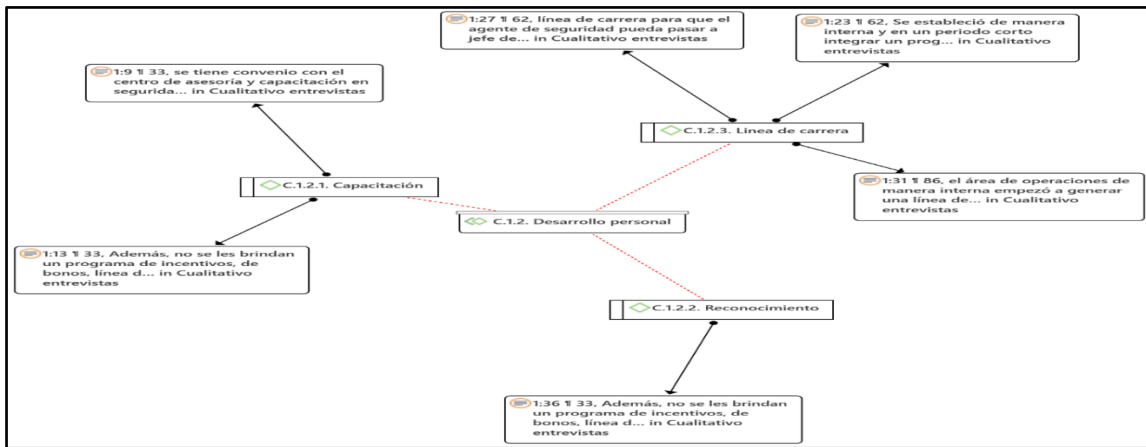 1:27 ¶ 62, línea de carrera para que el
agente de seguridad pueda pasar a
jefe de... in Cualitativo entrevistas
1:23 ¶ 62, Se estableció de manera
interna y en un periodo corto
integrar un prog... in Cualitativo
entrevistas
1:9 ¶ 33, se tiene convenio con el
centro de asesoría y capacitación en
segurida... in Cualitativo entrevistas
C.1.2.3. Linea de carrera
C.1.2.1. Capacitación
1:31 ¶ 86, el área de operaciones de
manera interna empezó a generar
una línea de... in Cualitativo
entrevistas
C.1.2. Desarrollo personal
1:13 ¶ 33, Además, no se les brindan
un programa de incentivos, de
bonos, línea d... in Cualitativo
entrevistas
C.1.2.2. Reconocimiento
1:36 ¶ 33, Además, no se les brindan
un programa de incentivos, de
bonos, línea d... in Cualitativo
entrevistas